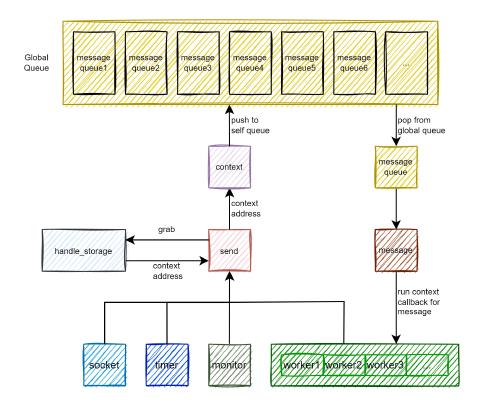 Global
Queue
message
queue1
message
queue2
message
queue3
message
queue4
message
queue5
message
queue6
...
push to
self queue
pop from
global queue
context
message
queue
context
address
grab
handle_storage
send
message
context
address
run context
callback for
message
socket
timer
monitor
worker1
worker2
worker3
...